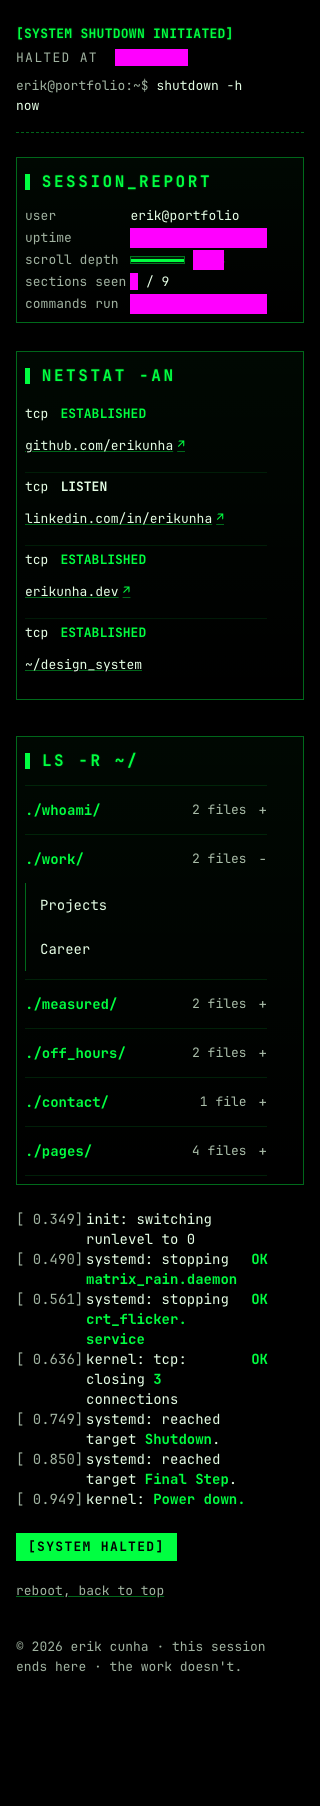 [SYSTEM SHUTDOWN INITIATED]
HALTED AT
erik@portfolio:~$ shutdown -h
now
SESSION_REPORT
user erik@portfolio
uptime
scroll depth
sections seen / 9
commands run
NETSTAT -AN
tcp ESTABLISHED
github.com/erikunha ↗
tcp LISTEN
linkedin.com/in/erikunha ↗
tcp ESTABLISHED
erikunha.dev ↗
tcp ESTABLISHED
~/design_system
LS -R ~/
./whoami/ 2 files +
./work/ 2 files -
Projects
Career
./measured/ 2 files +
./off_hours/ 2 files +
./contact/ 1 file +
./pages/ 4 files +
[ 0.349] init: switching
runlevel to 0
[ 0.490] systemd: stopping OK
matrix_rain.daemon
[ 0.561] systemd: stopping OK
crt_flicker.
service
[ 0.636] kernel: tcp: OK
closing 3
connections
[ 0.749] systemd: reached
target Shutdown.
[ 0.850] systemd: reached
target Final Step.
[ 0.949] kernel: Power down.
[SYSTEM HALTED]
reboot, back to top
© 2026 erik cunha · this session
ends here · the work doesn't.